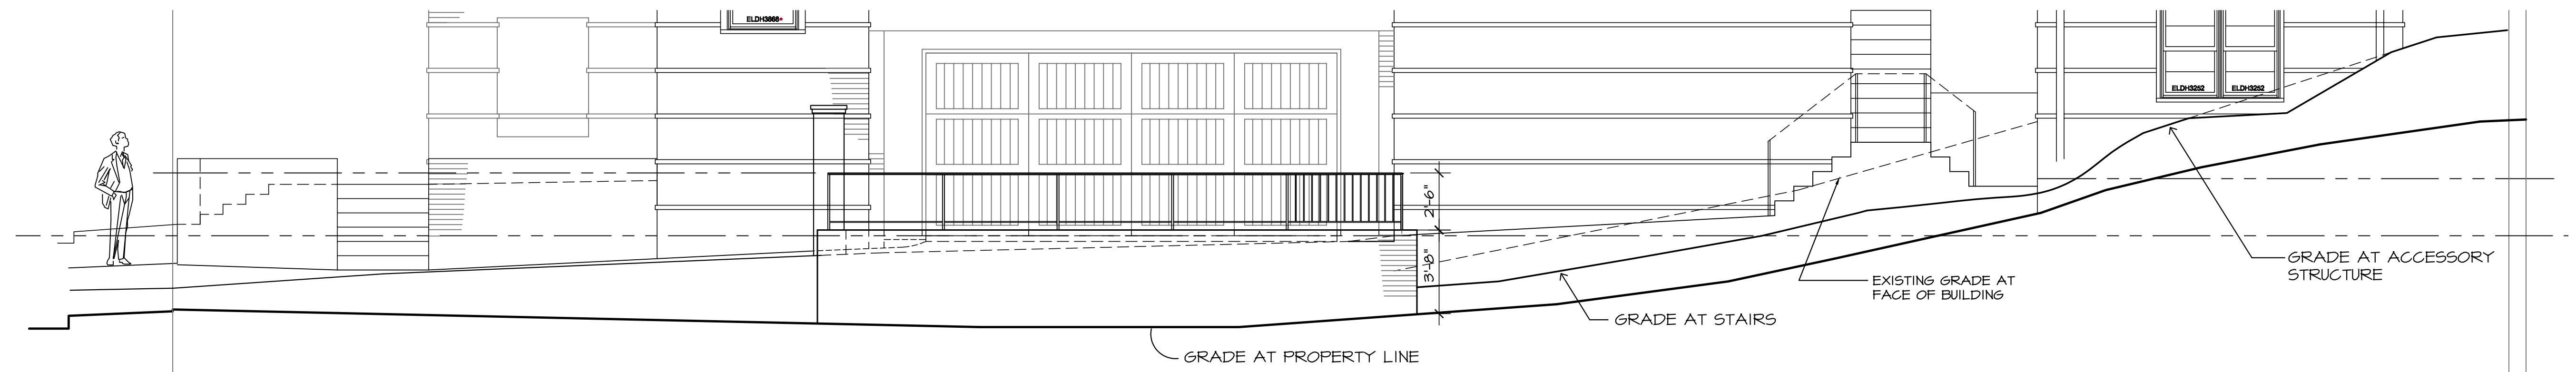 ELDH3868*
ELDH3252
ELDH3252
2'-6"
3'-8"
GRADE AT ACCESSORY
STRUCTURE
EXISTING GRADE AT
FACE OF BUILDING
GRADE AT STAIRS
GRADE AT PROPERTY LINE